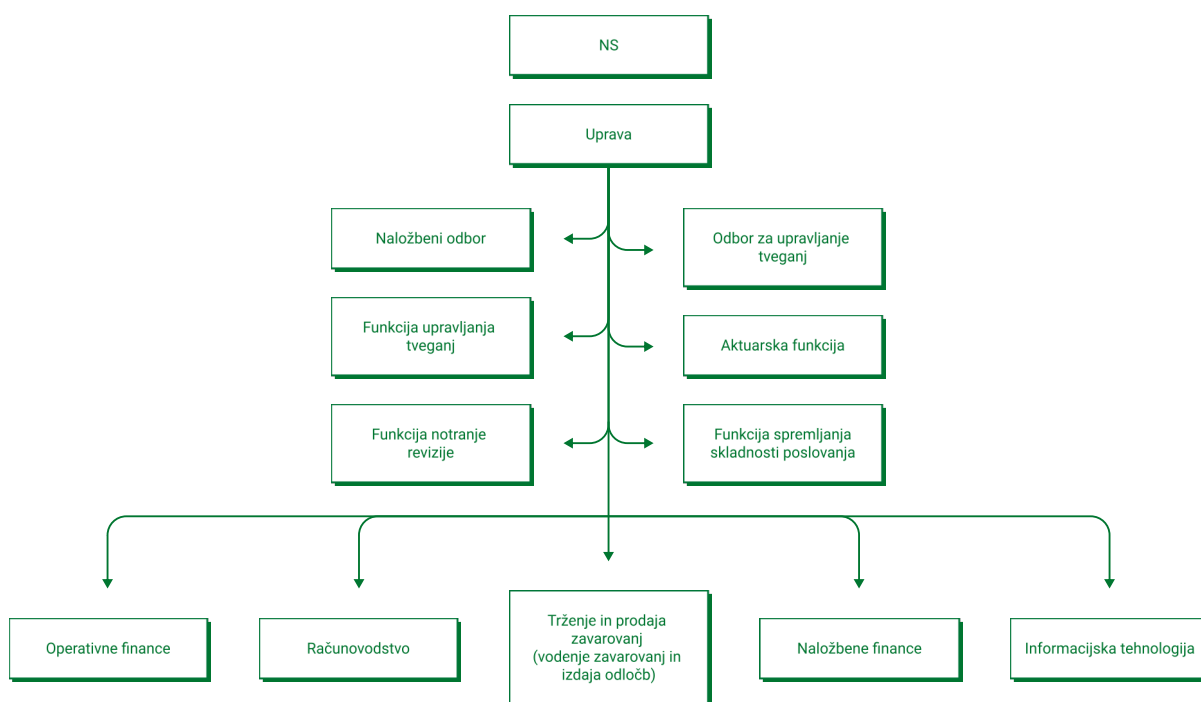 NS
Uprava
Naložbeni odbor
Odbor za upravljanje
tveganj
Funkcija upravljanja
tveganj
Aktuarska funkcija
Funkcija notranje
revizije
Funkcija spremljanja
skladnosti poslovanja
Operativne finance
Računovodstvo
Trženje in prodaja
zavarovanj
(vodenje zavarovanj in
izdaja odločb)
Naložbene finance
Informacijska tehnologija